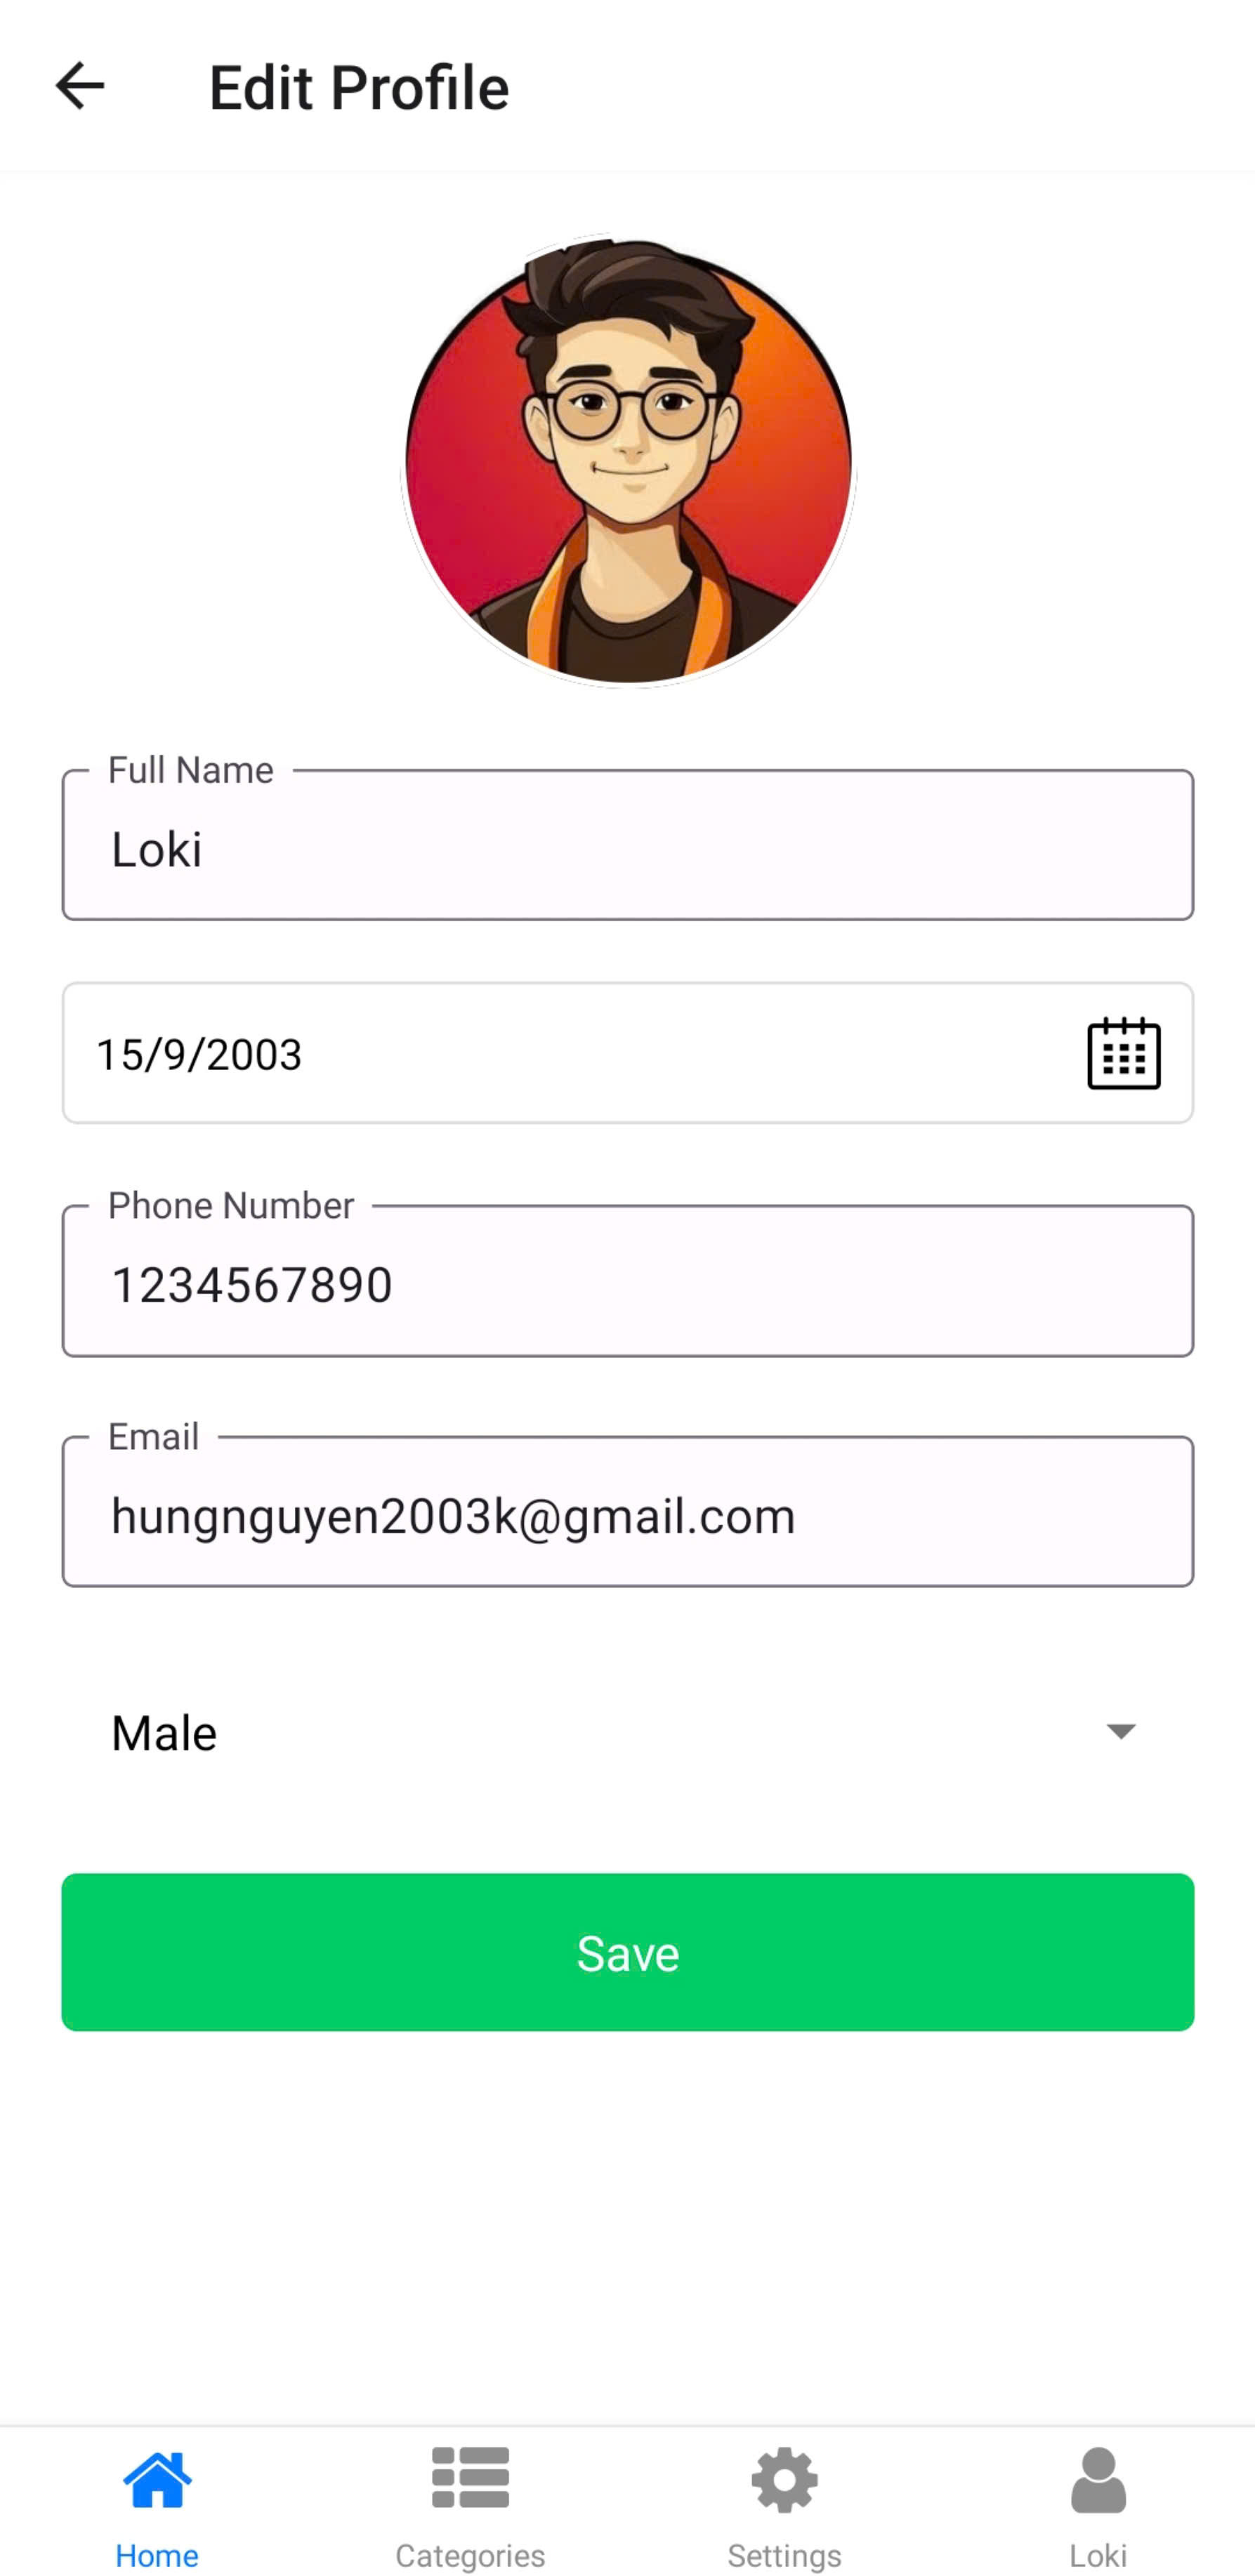 Edit Profile
Full Name
Loki
15/9/2003
Phone Number
1234567890
Email
hungnguyen2003k@gmail.com
Male
Save
Home
Categories
Settings
Loki